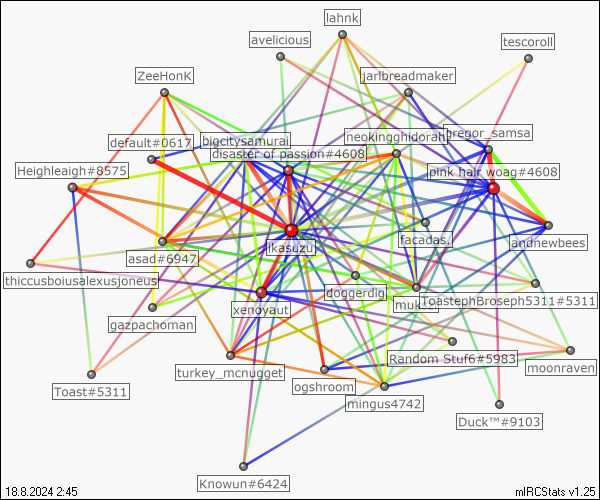 lahnk
avelicious
tescoroll
ZeeHonK
jarlbreadmaker
default#0617
bigcitysamurai
neokingghidorah
gregor_samsa
disaster of passion#4608
Heighleaigh#8575
pink hair woag#4608
ikasuzu
facadas.
landnewbees
asad#6947
thiccusboiusalexusjoneus
doggerdig
ToastephBroseph5311#5311
gazpachoman
xenoyaut
Random Stuf6#5983
moonraven
turkey_mcnugget
Toast#5311
ogshroom
mingus4742
Duck™#9103
Knowun#6424
18.8.2024 2:45
mIRCStats v1.25